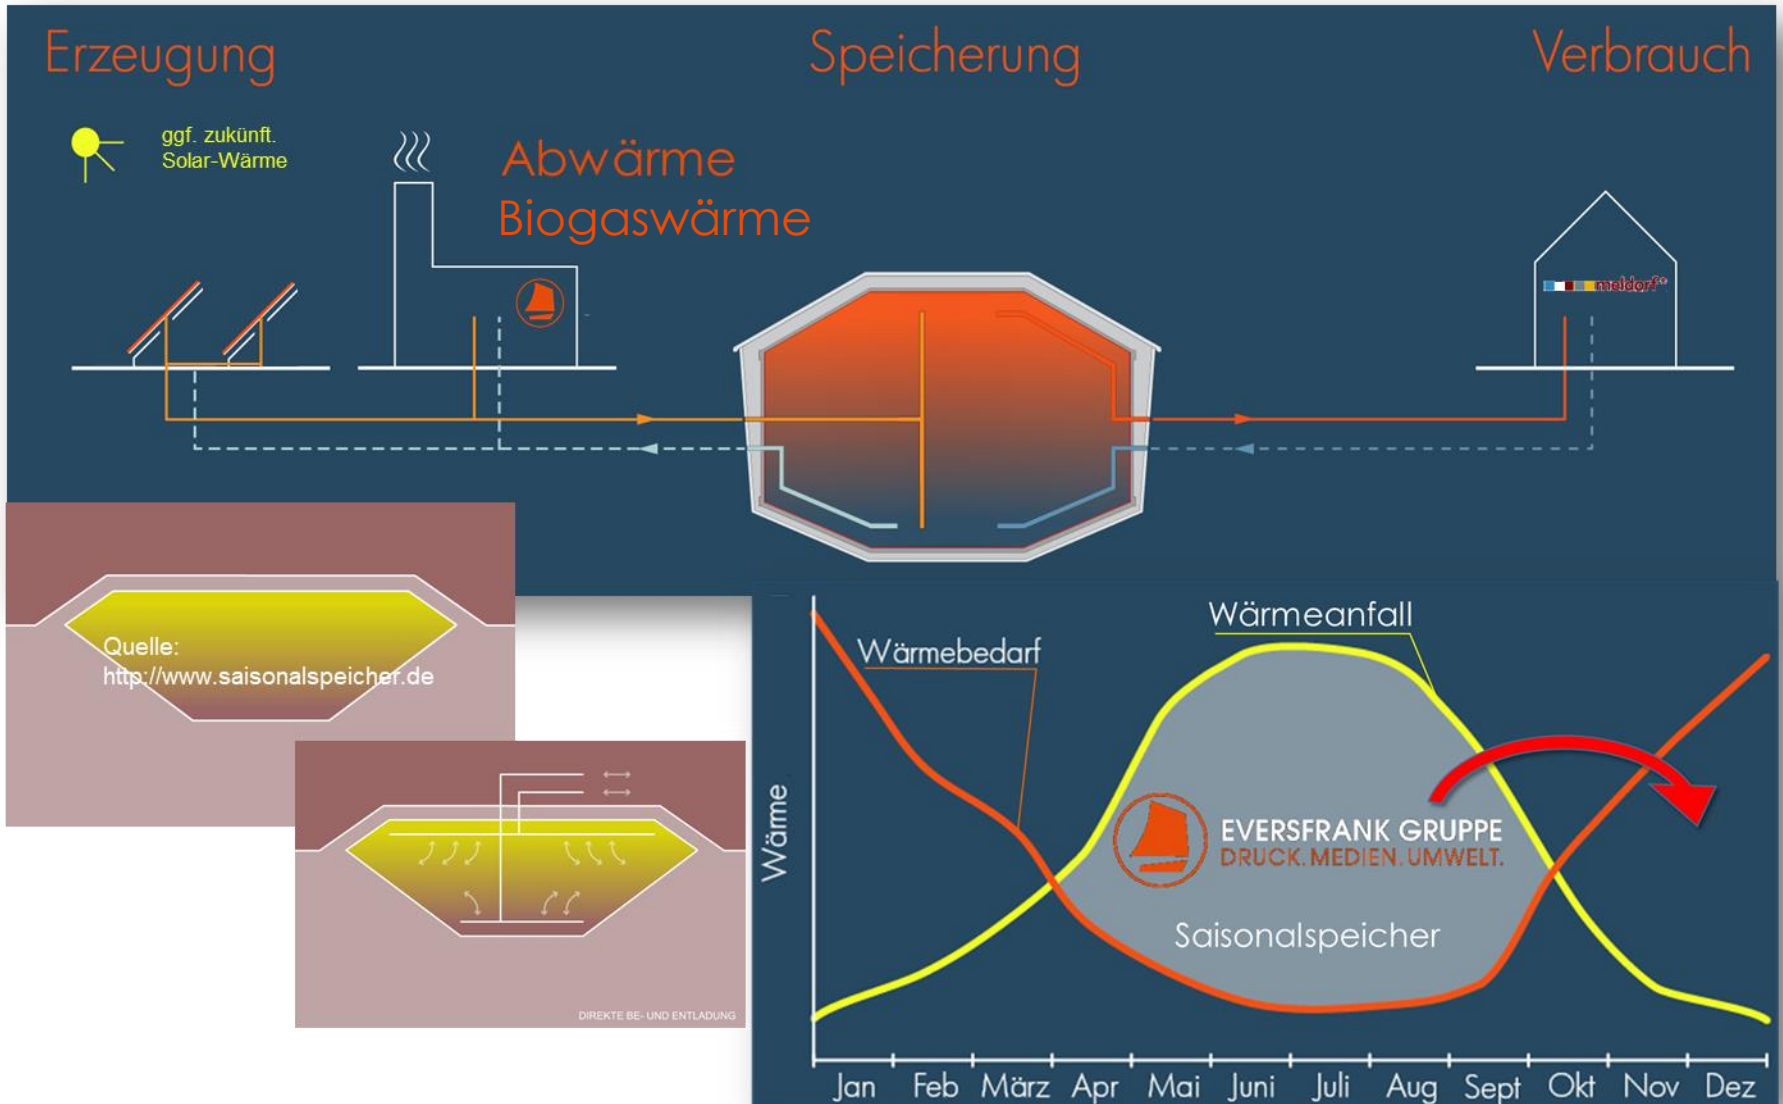 Erzeugung
Speicherung
Verbrauch
ggf. zukünft.
Solar-Wärme
Abwärme
Biogaswärme
meldorf*
Quelle:
http://www.saisonalspeicher.de
DIREKTE BE- UND ENTLADUNG
Wärme
Wärmebedarf
Wärmeanfall
EVERSFRANK GRUPPE
DRUCK. MEDIEN. UMWELT.
Saisonalspeicher
Jan Feb März Apr Mai Juni Juli Aug Sept Okt Nov Dez